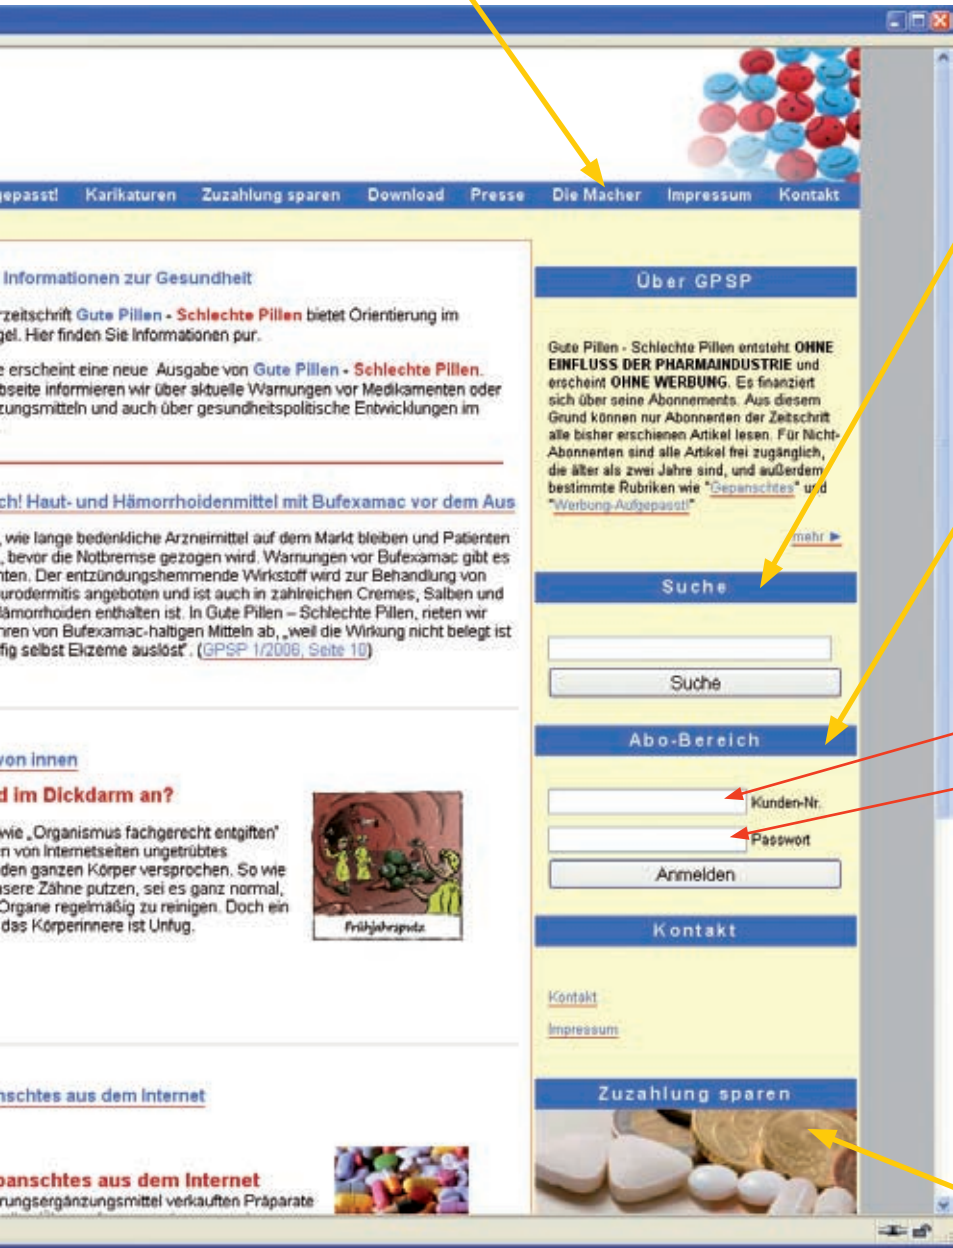 gepasst! Karikaturen Zuzahlung sparen Download Presse Die Macher Impressum Kontakt
Informationen zur Gesundheit
rzeitschrift Gute Pillen - Schlechte Pillen bietet Orientierung im
gel. Hier finden Sie Informationen pur.
e erscheint eine neue Ausgabe von Gute Pillen - Schlechte Pillen.
bseite informieren wir über aktuelle Warnungen vor Medikamenten oder
zungsmitteln und auch über gesundheitspolitische Entwicklungen im
ch! Haut- und Hämorrhoidenmittel mit Bufexamac vor dem Aus
, wie lange bedenkliche Arzneimittel auf dem Markt bleiben und Patienten
, bevor die Notbremse gezogen wird. Warnungen vor Bufexamac gibt es
nten. Der entzündungshemmende Wirkstoff wird zur Behandlung von
urodermitis angeboten und ist auch in zahlreichen Cremes, Salben und
ämorrhoiden enthalten ist. In Gute Pillen – Schlechte Pillen, rieten wir
hren von Bufexamac-haltigen Mitteln ab, „weil die Wirkung nicht belegt ist
fig selbst Ekzeme auslöst“. (GPSP 1/2006, Seite 10)
von innen
d im Dickdarm an?
wie „Organismus fachgerecht entgiften“
n von Internetseiten ungetrübtes
den ganzen Körper versprochen. So wie
nsere Zähne putzen, sei es ganz normal,
Organe regelmäßig zu reinigen. Doch ein
das Körperinnere ist Unfug.
Frühjahrsputz
nschtes aus dem Internet
panschtes aus dem Internet
rungsergänzungsmittel verkauften Präparate
Über GPSP
Gute Pillen - Schlechte Pillen entsteht OHNE
EINFLUSS DER PHARMAINDUSTRIE und
erscheint OHNE WERBUNG. Es finanziert
sich über seine Abonnements. Aus diesem
Grund können nur Abonnenten der Zeitschrift
alle bisher erschienen Artikel lesen. Für Nicht-
Abonnenten sind alle Artikel frei zugänglich,
die älter als zwei Jahre sind, und außerdem
bestimmte Rubriken wie "Gepanschtes" und
"Werbung-Aufgepasst!"
mehr ►
Suche
Suche
Abo-Bereich
Kunden-Nr.
Passwort
Anmelden
Kontakt
Kontakt
Impressum
Zuzahlung sparen